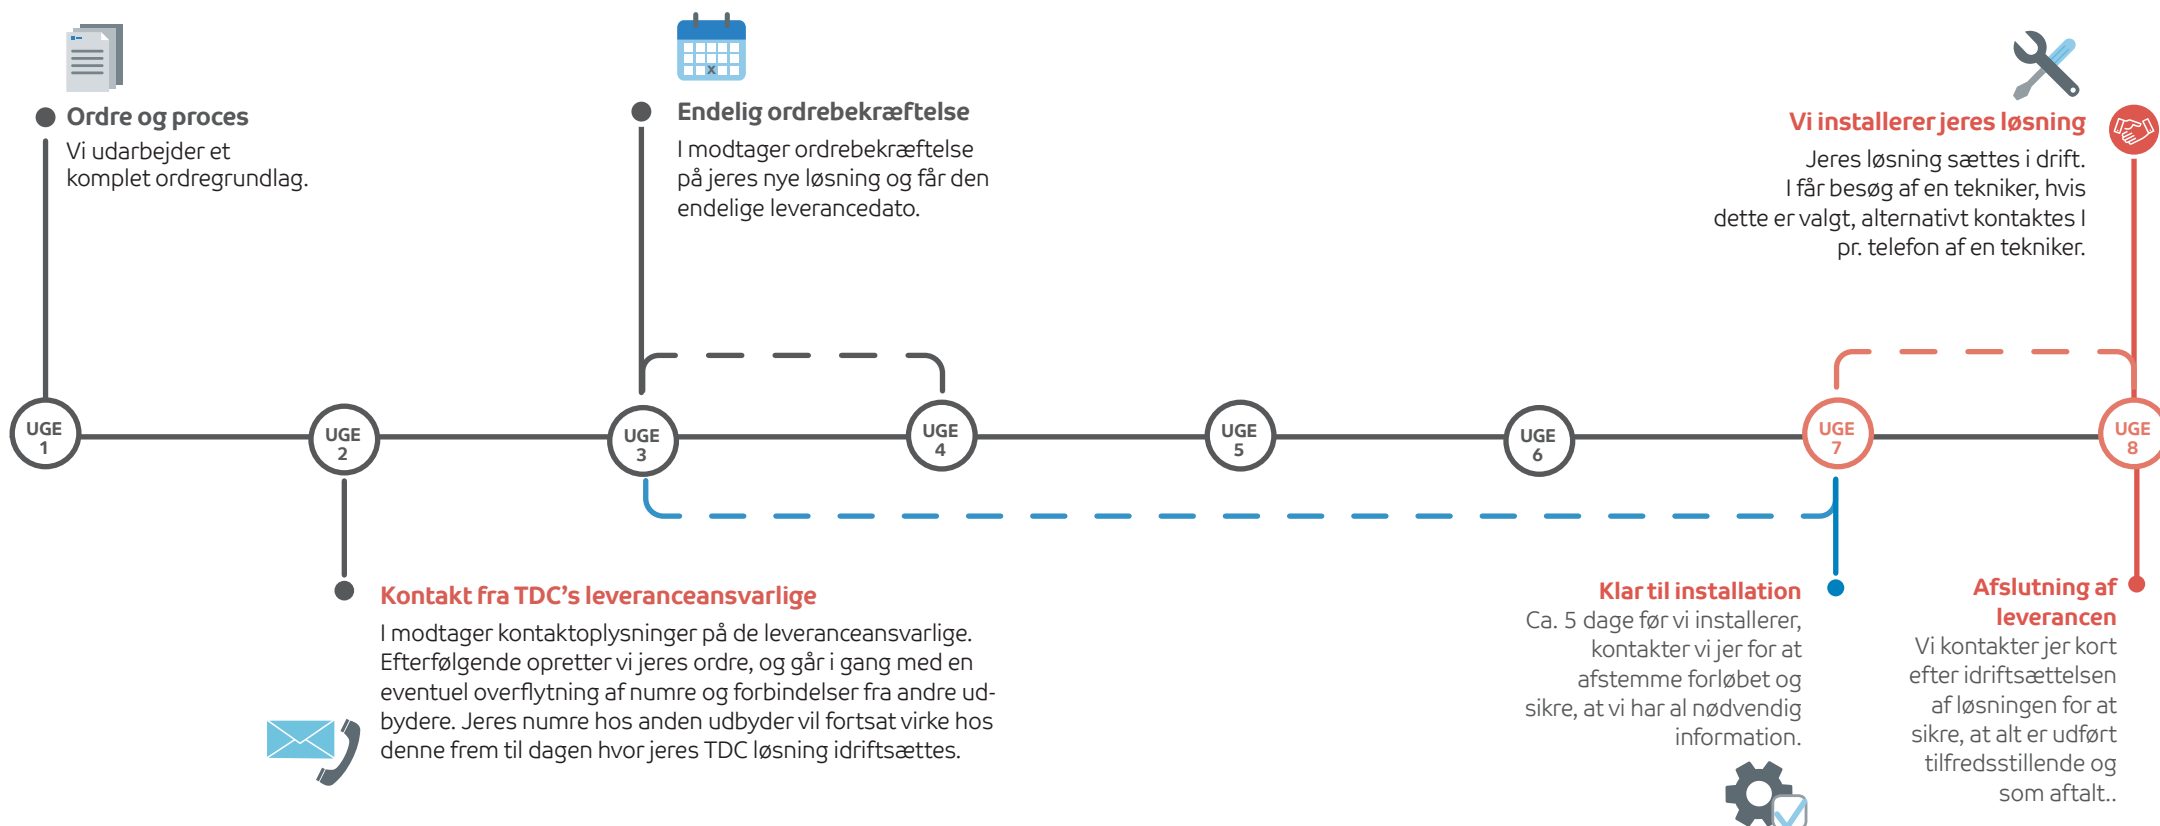 Ordre og proces
Vi udarbejder et
komplet ordregrundlag.
Endelig ordrebekræftelse
I modtager ordrebekræftelse
på jeres nye løsning og får den
endelige leverancedato.
Vi installerer jeres løsning
Jeres løsning sættes i drift.
I får besøg af en tekniker, hvis
dette er valgt, alternativt kontaktes I
pr. telefon af en tekniker.
UGE
1
UGE
2
UGE
3
UGE
4
UGE
5
UGE
6
UGE
7
UGE
8
Kontakt fra TDC’s leveranceansvarlige
I modtager kontaktoplysninger på de leveranceansvarlige.
Efterfølgende opretter vi jeres ordre, og går i gang med en
eventuel overflytning af numre og forbindelser fra andre ud-
bydere. Jeres numre hos anden udbyder vil fortsat virke hos
denne frem til dagen hvor jeres TDC løsning idriftsættes.
Klar til installation
Ca. 5 dage før vi installerer,
kontakter vi jer for at
afstemme forløbet og
sikre, at vi har al nødvendig
information.
Afslutning af
leverancen
Vi kontakter jer kort
efter idriftsættelsen
af løsningen for at
sikre, at alt er udført
tilfredsstillende og
som aftalt..